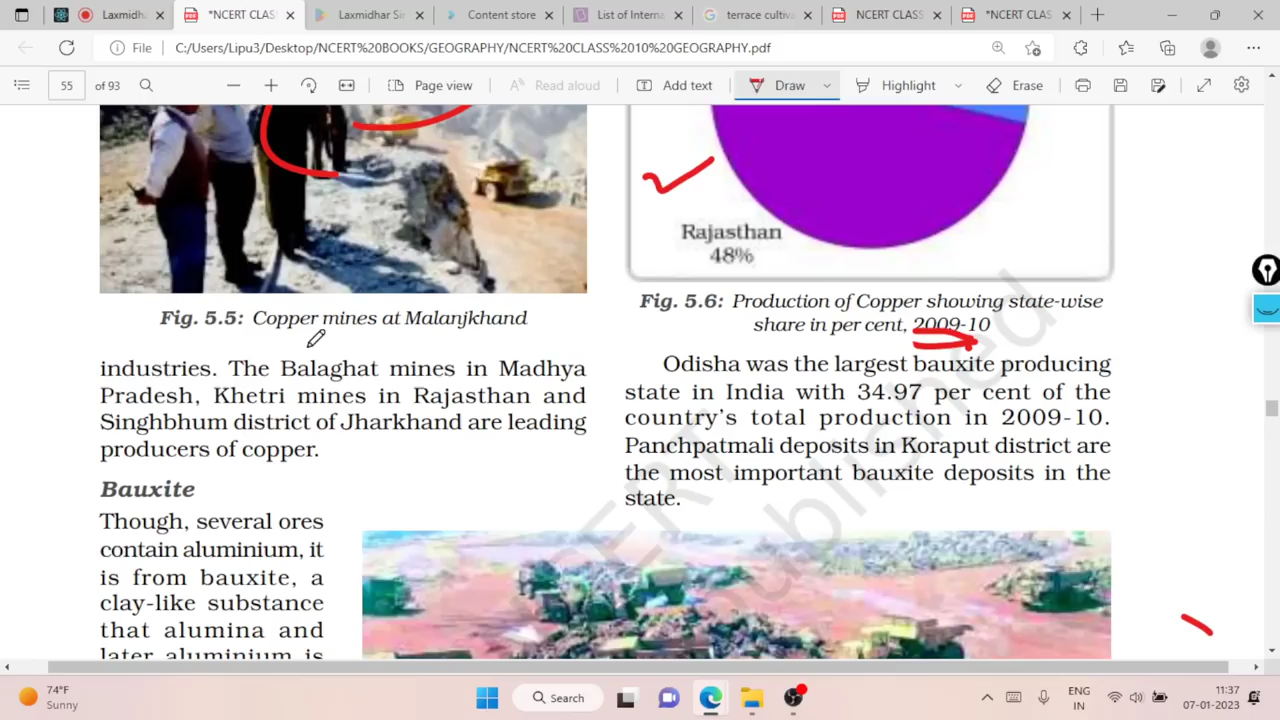 Laxmidh
*NCERT CLAS
Laxmidhar Sir
Content store
List of Interna
terrace cultiva
NCERT CLAS
*NCERT CLAS
File
C:/Users/Lipu3/Desktop/NCERT%20BOOKS/GEOGRAPHY/NCERT%20CLASS%2010%20GEOGRAPHY.pdf
55 of 93
Page view
Read aloud
Add text
Draw
Highlight
Erase
Rajasthan
48%
Fig. 5.5: Copper mines at Malanjkhand
industries. The Balaghat mines in Madhya
Pradesh, Khetri mines in Rajasthan and
Singhbhum district of Jharkhand are leading
producers of copper.
Bauxite
Though, several ores
contain aluminium, it
is from bauxite, a
clay-like substance
that alumina and
later aluminium is
Fig. 5.6: Production of Copper showing state-wise
share in per cent, 2009-10
Odisha was the largest bauxite producing
state in India with 34.97 per cent of the
country's total production in 2009-10.
Panchpatmali deposits in Koraput district are
the most important bauxite deposits in the
state.
74°F
Sunny
Search
ENG
IN
11:37
07-01-2023